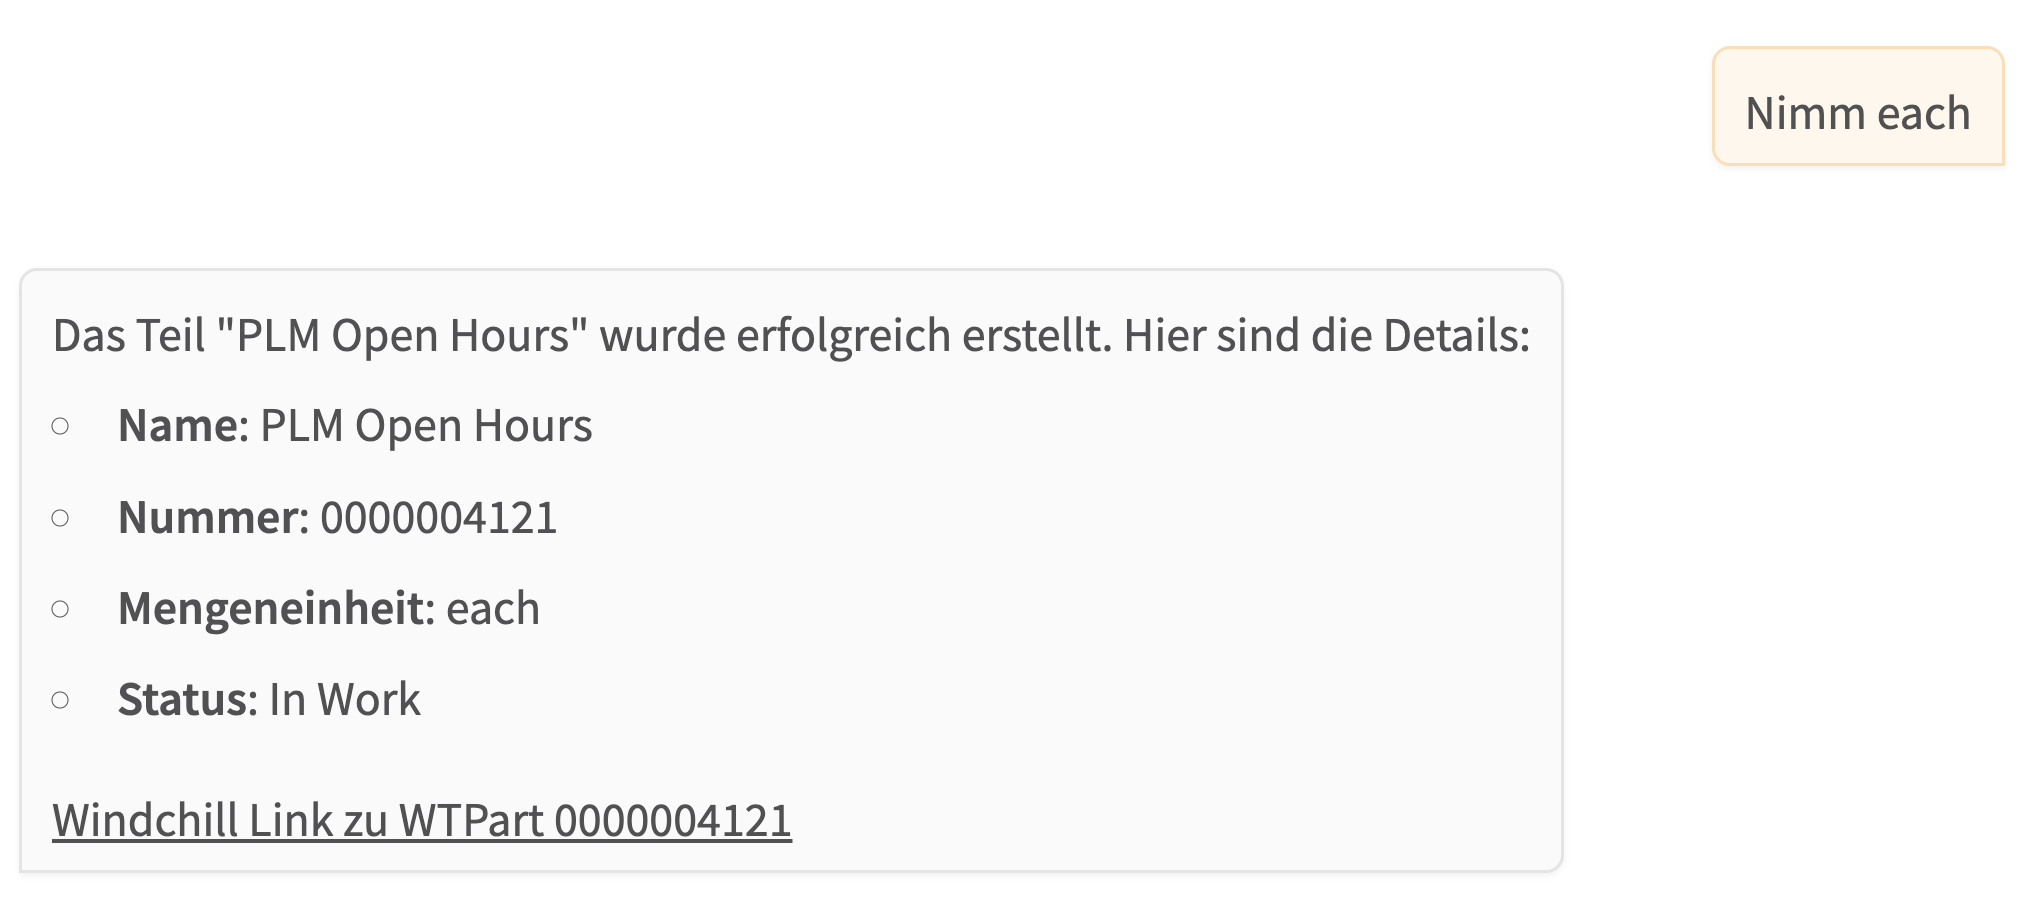 Nimm each
Das Teil "PLM Open Hours" wurde erfolgreich erstellt. Hier sind die Details:
Name: PLM Open Hours
Nummer: 0000004121
Mengeneinheit: each
Status: In Work
Windchill Link zu WTPart 0000004121